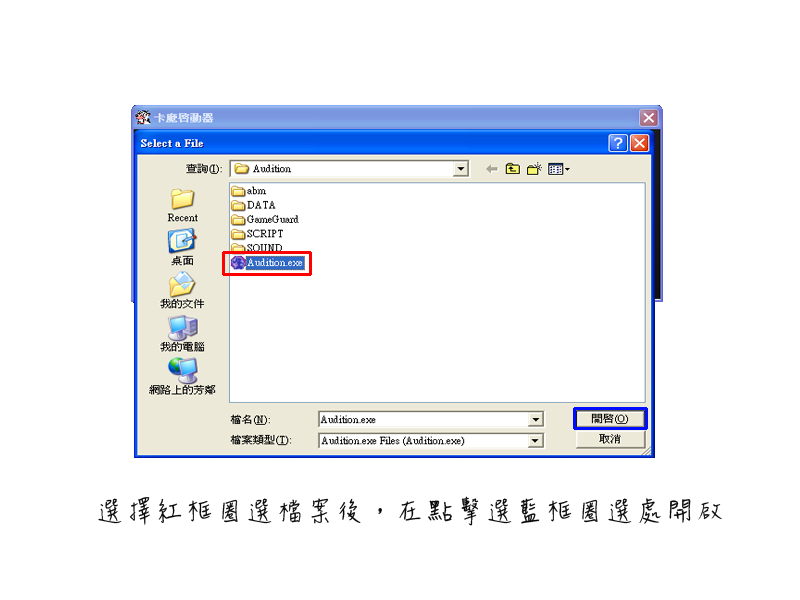 卡處啓動器
Select a File
查詢(I):
Audition
abm
DATA
GameGuard
SCRIPT
SOUND
Audition.exe
Recent
桌面
我的文件
我的電腦
網路上的芳鄰
檔名(N):
Audition.exe
開啓(O)
檔案類型(T):
Audition.exe Files (Audition.exe)
取消
選擇紅框圈選檔案後，在點擊選藍框圈選處開啟